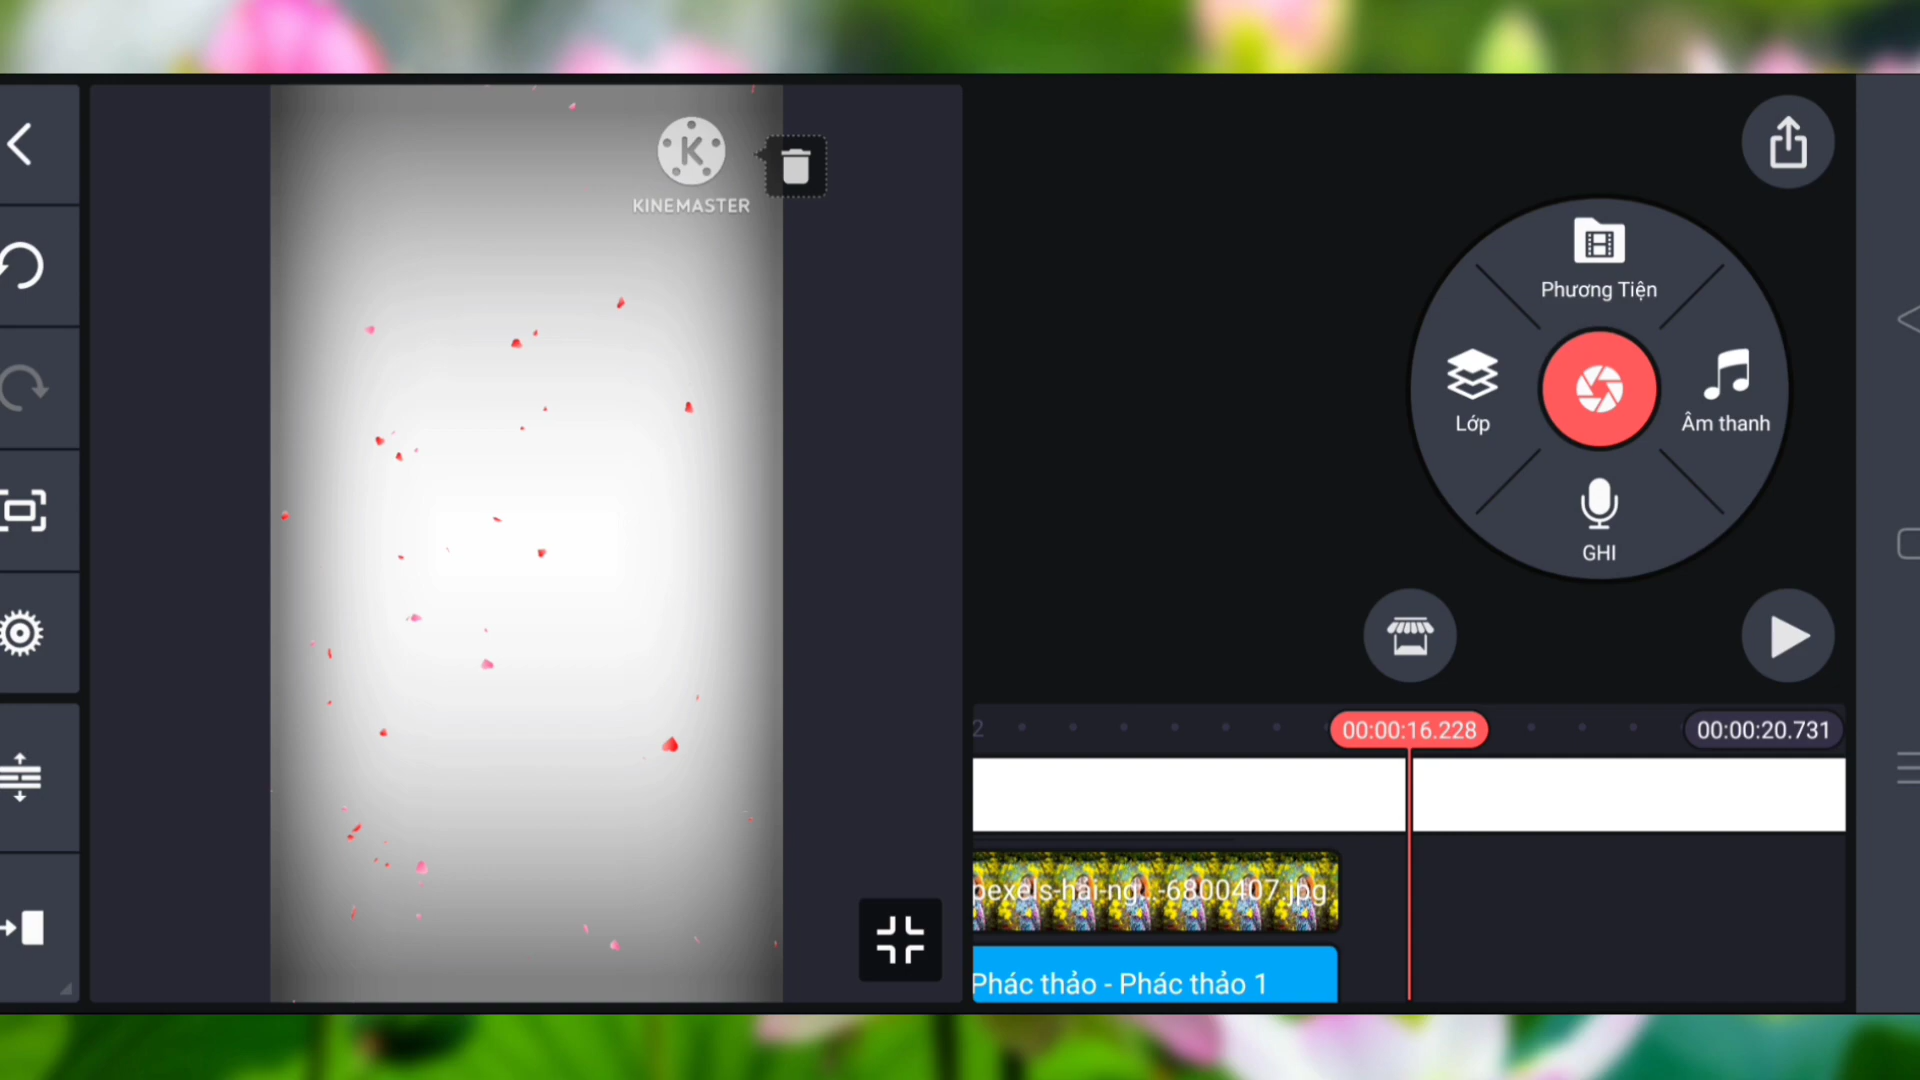 KINEMASTER
Phương Tiện
Lớp
Âm thanh
GHI
2
00:00:16.228
00:00:20.731
pexels-hải-ng...-6800407.jpg
Phác thảo - Phác thảo 1